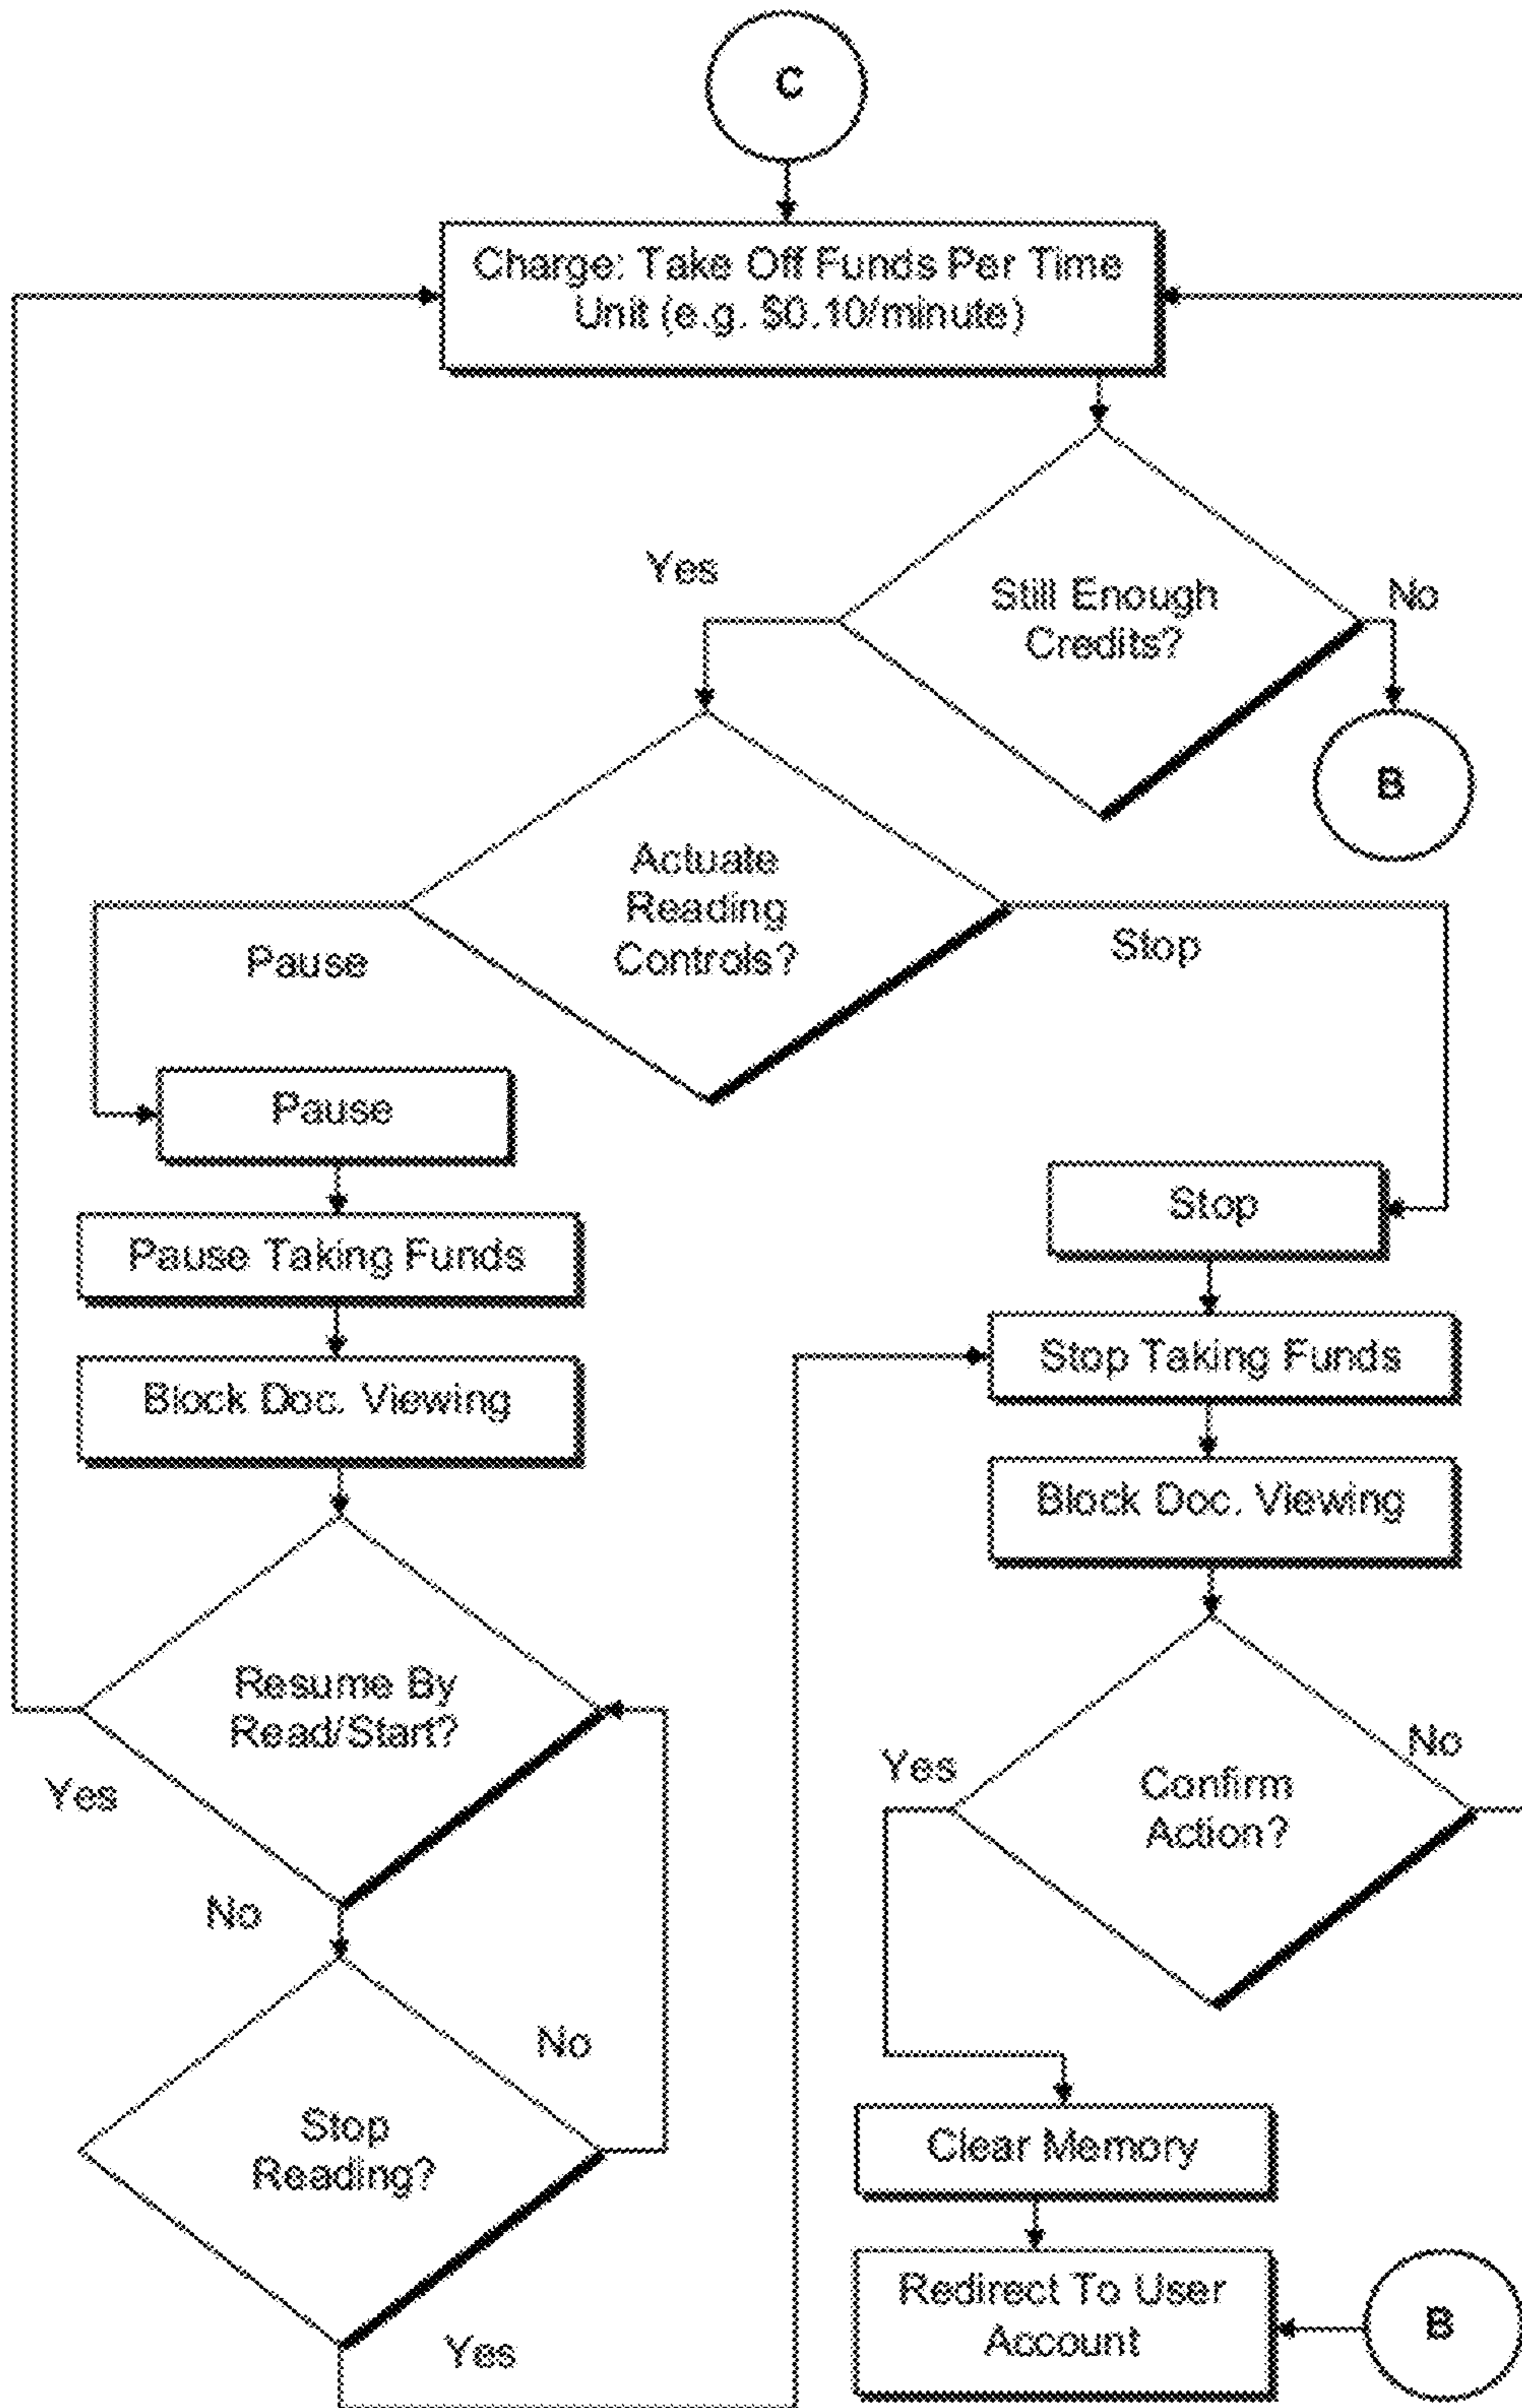 C
Charge: Take Off Funds Per Time
Unit (e.g. $0.10/minute)
Yes
Still Enough
Credits?
No
B
Actuate
Reading
Controls?
Pause
Stop
Pause
Pause Taking Funds
Block Doc. Viewing
Stop
Stop Taking Funds
Block Doc. Viewing
Resume By
Read/Start?
Yes
No
Yes
Confirm
Action?
No
No
Stop
Reading?
Yes
Clear Memory
Redirect To User
Account
B